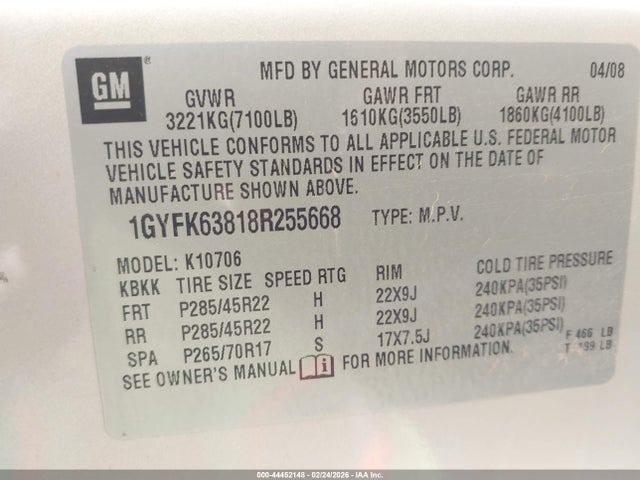 GM ®
MFD BY GENERAL MOTORS CORP. 04/08
GVWR GAWR FRT GAWR RR
3221KG(7100LB) 1610KG(3550LB) 1860KG(4100LB)
THIS VEHICLE CONFORMS TO ALL APPLICABLE U.S. FEDERAL MOTOR
VEHICLE SAFETY STANDARDS IN EFFECT ON THE DATE OF
MANUFACTURE SHOWN ABOVE.
1GYFK63818R255668 TYPE: M.P.V.
MODEL: K10706
KBKK TIRE SIZE SPEED RTG RIM COLD TIRE PRESSURE
FRT P285/45R22 H 22X9J 240KPA(35PSI)
RR P285/45R22 H 22X9J 240KPA(35PSI)
SPA P265/70R17 S 17X7.5J 240KPA(35PSI)
F 466 LB
SEE OWNER'S MANUAL i FOR MORE INFORMATION.
LB
000-44452148 - 02/24/2026 - IAAI, Inc.